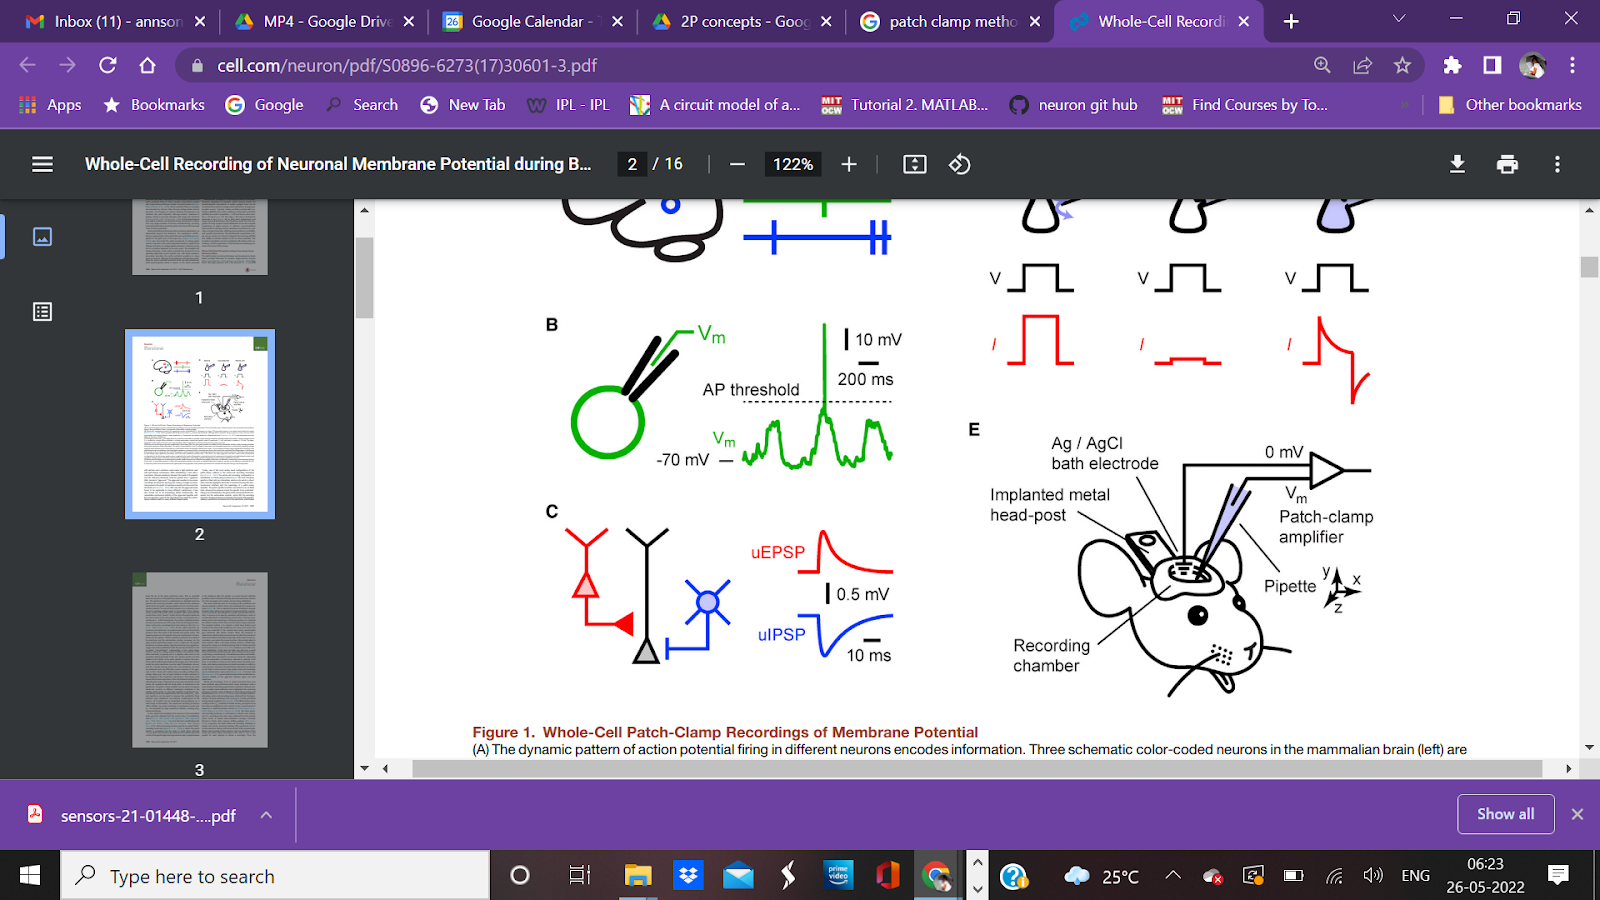 Inbox (11) - annson
MP4 - Google Drive
Google Calendar -
2P concepts - Goog
patch clamp metho
Whole-Cell Recordi
cell.com/neuron/pdf/S0896-6273(17)30601-3.pdf
Apps
Bookmarks
Google
Search
New Tab
IPL - IPL
A circuit model of a...
MIT OCW
Tutorial 2. MATLAB...
neuron git hub
MIT OCW
Find Courses by To...
Other bookmarks
Whole-Cell Recording of Neuronal Membrane Potential during B...
2 / 16
122%
1
2
3
V
V
V
I
I
I
B
Vm
10 mV
200 ms
AP threshold
Vm
-70 mV
C
uEPSP
0.5 mV
uIPSP
10 ms
E
Ag / AgCl
bath electrode
0 mV
Implanted metal
head-post
Vm
Patch-clamp
amplifier
Pipette
y
x
z
Recording
chamber
Figure 1. Whole-Cell Patch-Clamp Recordings of Membrane Potential
(A) The dynamic pattern of action potential firing in different neurons encodes information. Three schematic color-coded neurons in the mammalian brain (left) are
sensors-21-01448-....pdf
Show all
Type here to search
prime video
25°C
ENG
06:23
26-05-2022